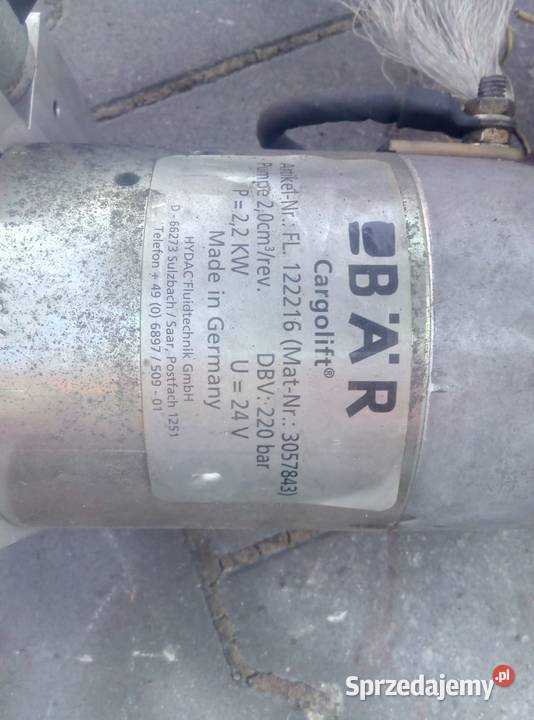 BÄR
Cargolift®
Artikel-Nr.: FL. 122216 (Mat-Nr.: 3057843)
Pumpe 2,0cm³/rev. DBV: 220 bar
P = 2,2 KW U = 24 V
Made in Germany
HYDAC Fluidtechnik GmbH
D - 66273 Sulzbach / Saar, Postfach 1251
Telefon + 49 (0) 6897 / 509 - 01
Sprzedajemy.pl